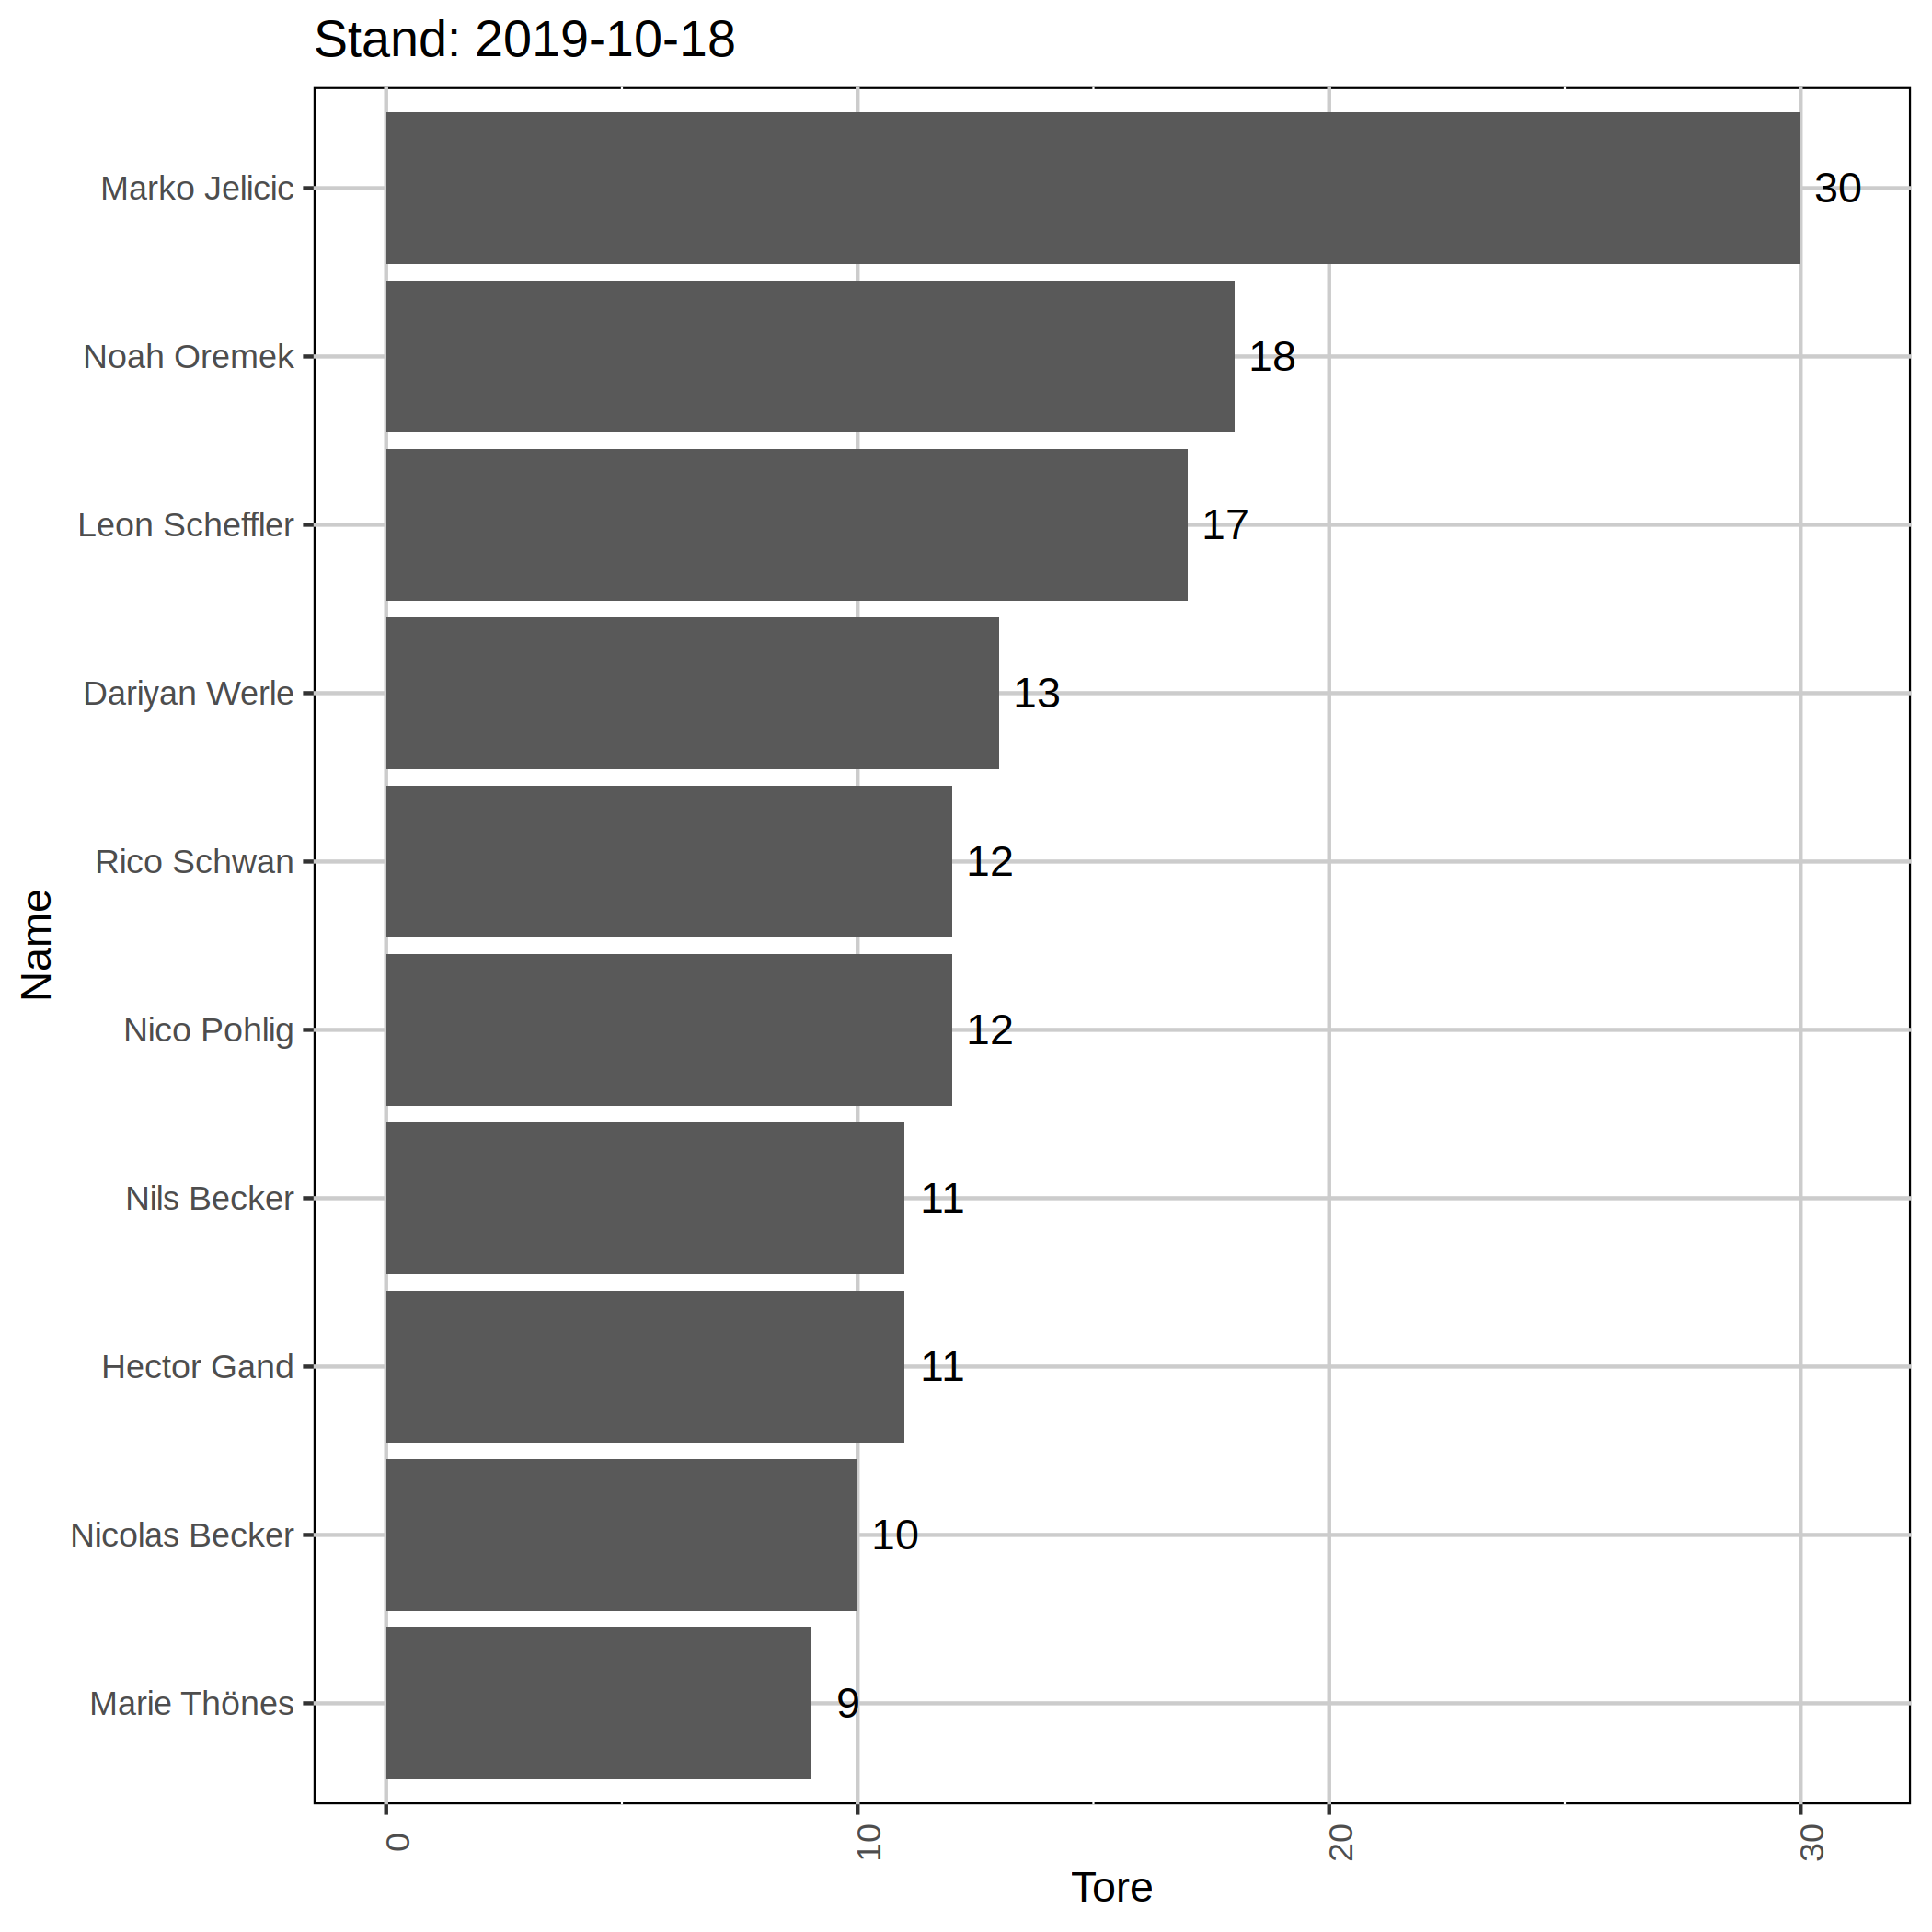 Stand: 2019-10-18
Marko Jelicic 30
Noah Oremek 18
Leon Scheffler 17
Dariyan Werle 13
Rico Schwan 12
Nico Pohlig 12
Nils Becker 11
Hector Gand 11
Nicolas Becker 10
Marie Thönes 9
Name
0 10 20 30
Tore